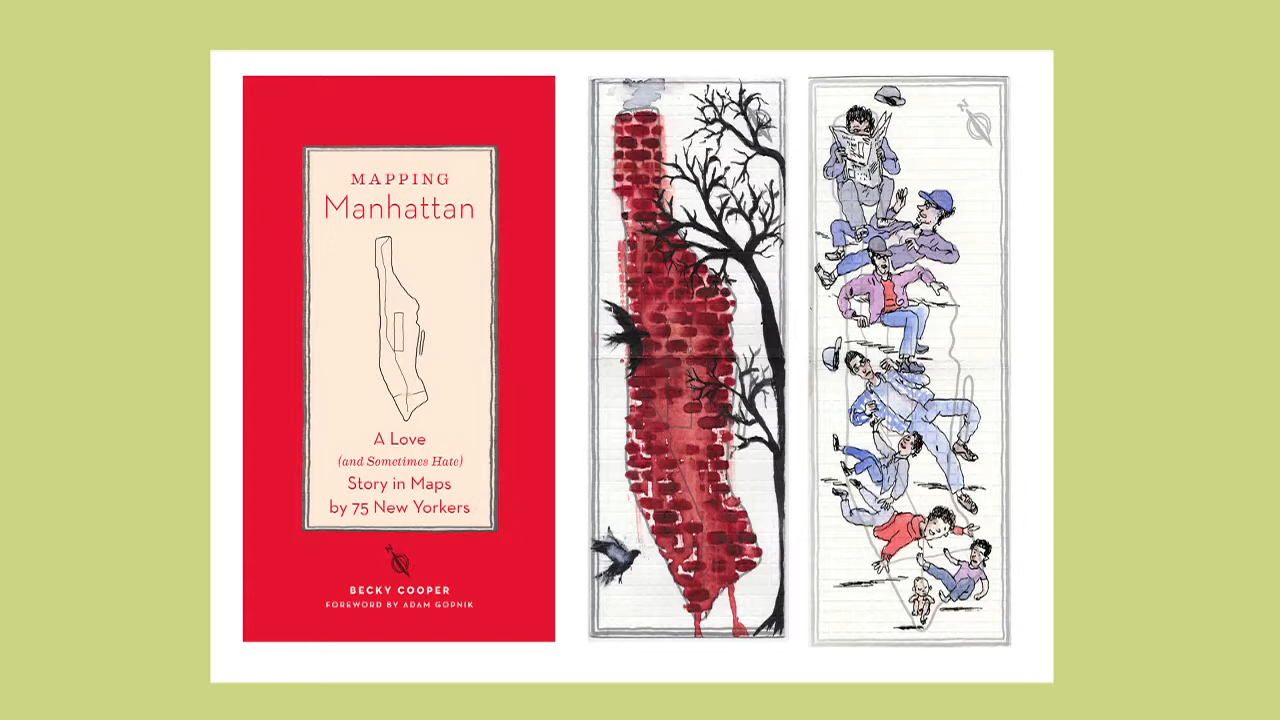 MAPPING
Manhattan
A Love
(and Sometimes Hate)
Story in Maps
by 75 New Yorkers
N
BECKY COOPER
FOREWORD BY ADAM GOPNIK
N